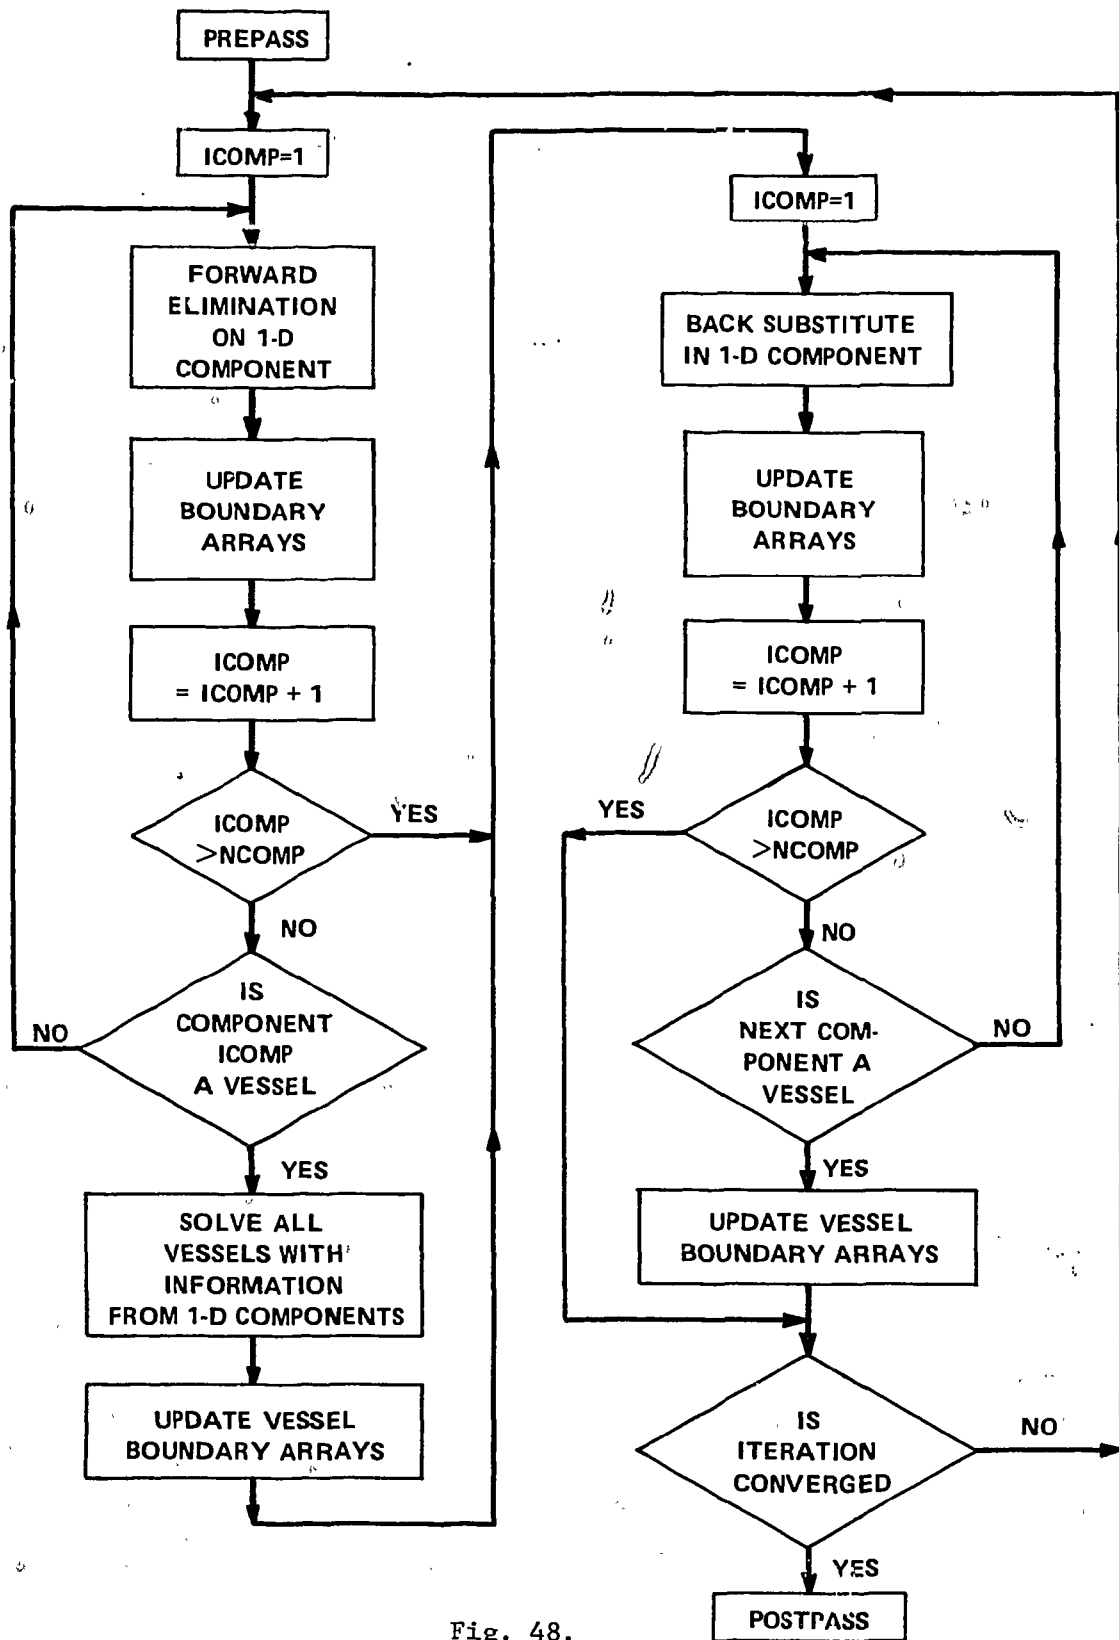 PREPASS
ICOMP=1
FORWARD
ELIMINATION
ON 1-D
COMPONENT
UPDATE
BOUNDARY
ARRAYS
ICOMP
= ICOMP + 1
ICOMP
>NCOMP
YES
NO
IS
COMPONENT
ICOMP
A VESSEL
NO
YES
SOLVE ALL
VESSELS WITH
INFORMATION
FROM 1-D COMPONENTS
UPDATE VESSEL
BOUNDARY ARRAYS
ICOMP=1
BACK SUBSTITUTE
IN 1-D COMPONENT
UPDATE
BOUNDARY
ARRAYS
ICOMP
= ICOMP + 1
ICOMP
>NCOMP
YES
NO
IS
NEXT COM-
PONENT A
VESSEL
NO
YES
UPDATE VESSEL
BOUNDARY ARRAYS
IS
ITERATION
CONVERGED
NO
YES
POSTPASS
Fig. 48.